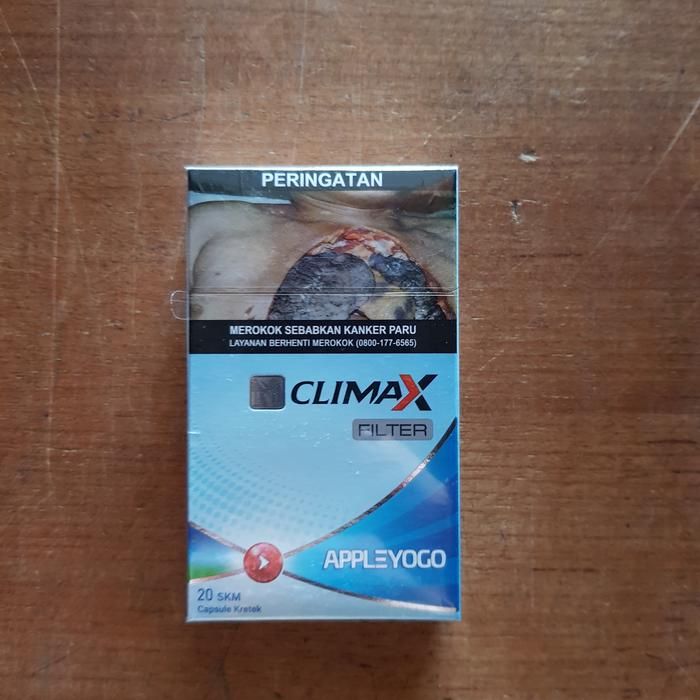 PERINGATAN
MEROKOK SEBABKAN KANKER PARU
LAYANAN BERHENTI MEROKOK (0800-177-6565)
CLIMAX
FILTER
APPLEYOGO
20 SKM
Capsule Kretek